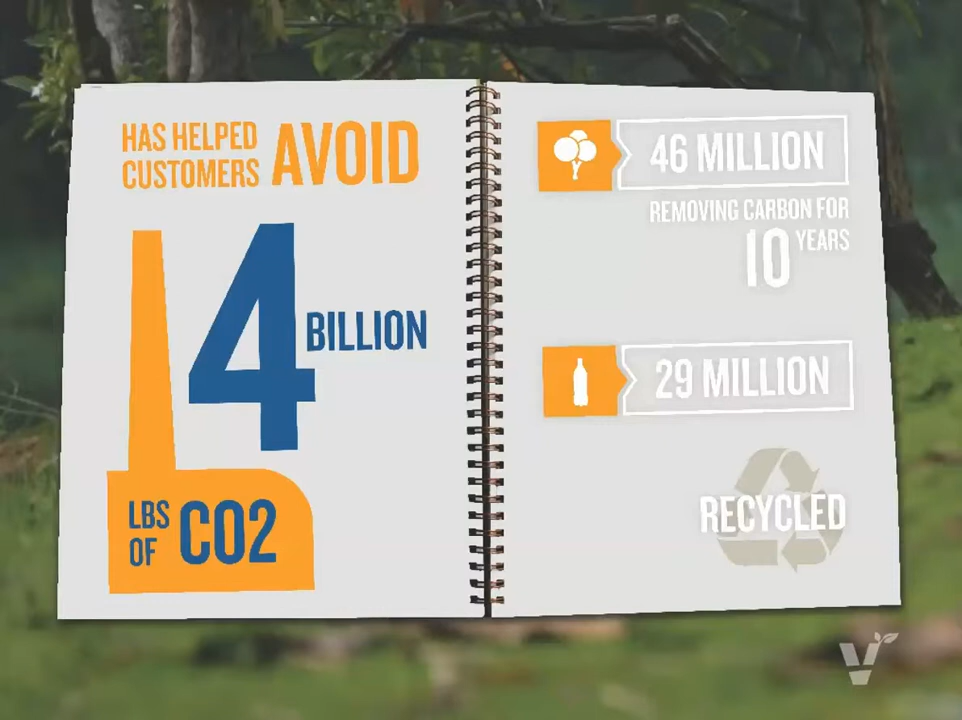 HAS HELPED
CUSTOMERS AVOID
4 BILLION
LBS
OF CO2
46 MILLION
REMOVING CARBON FOR
10 YEARS
29 MILLION
RECYCLED